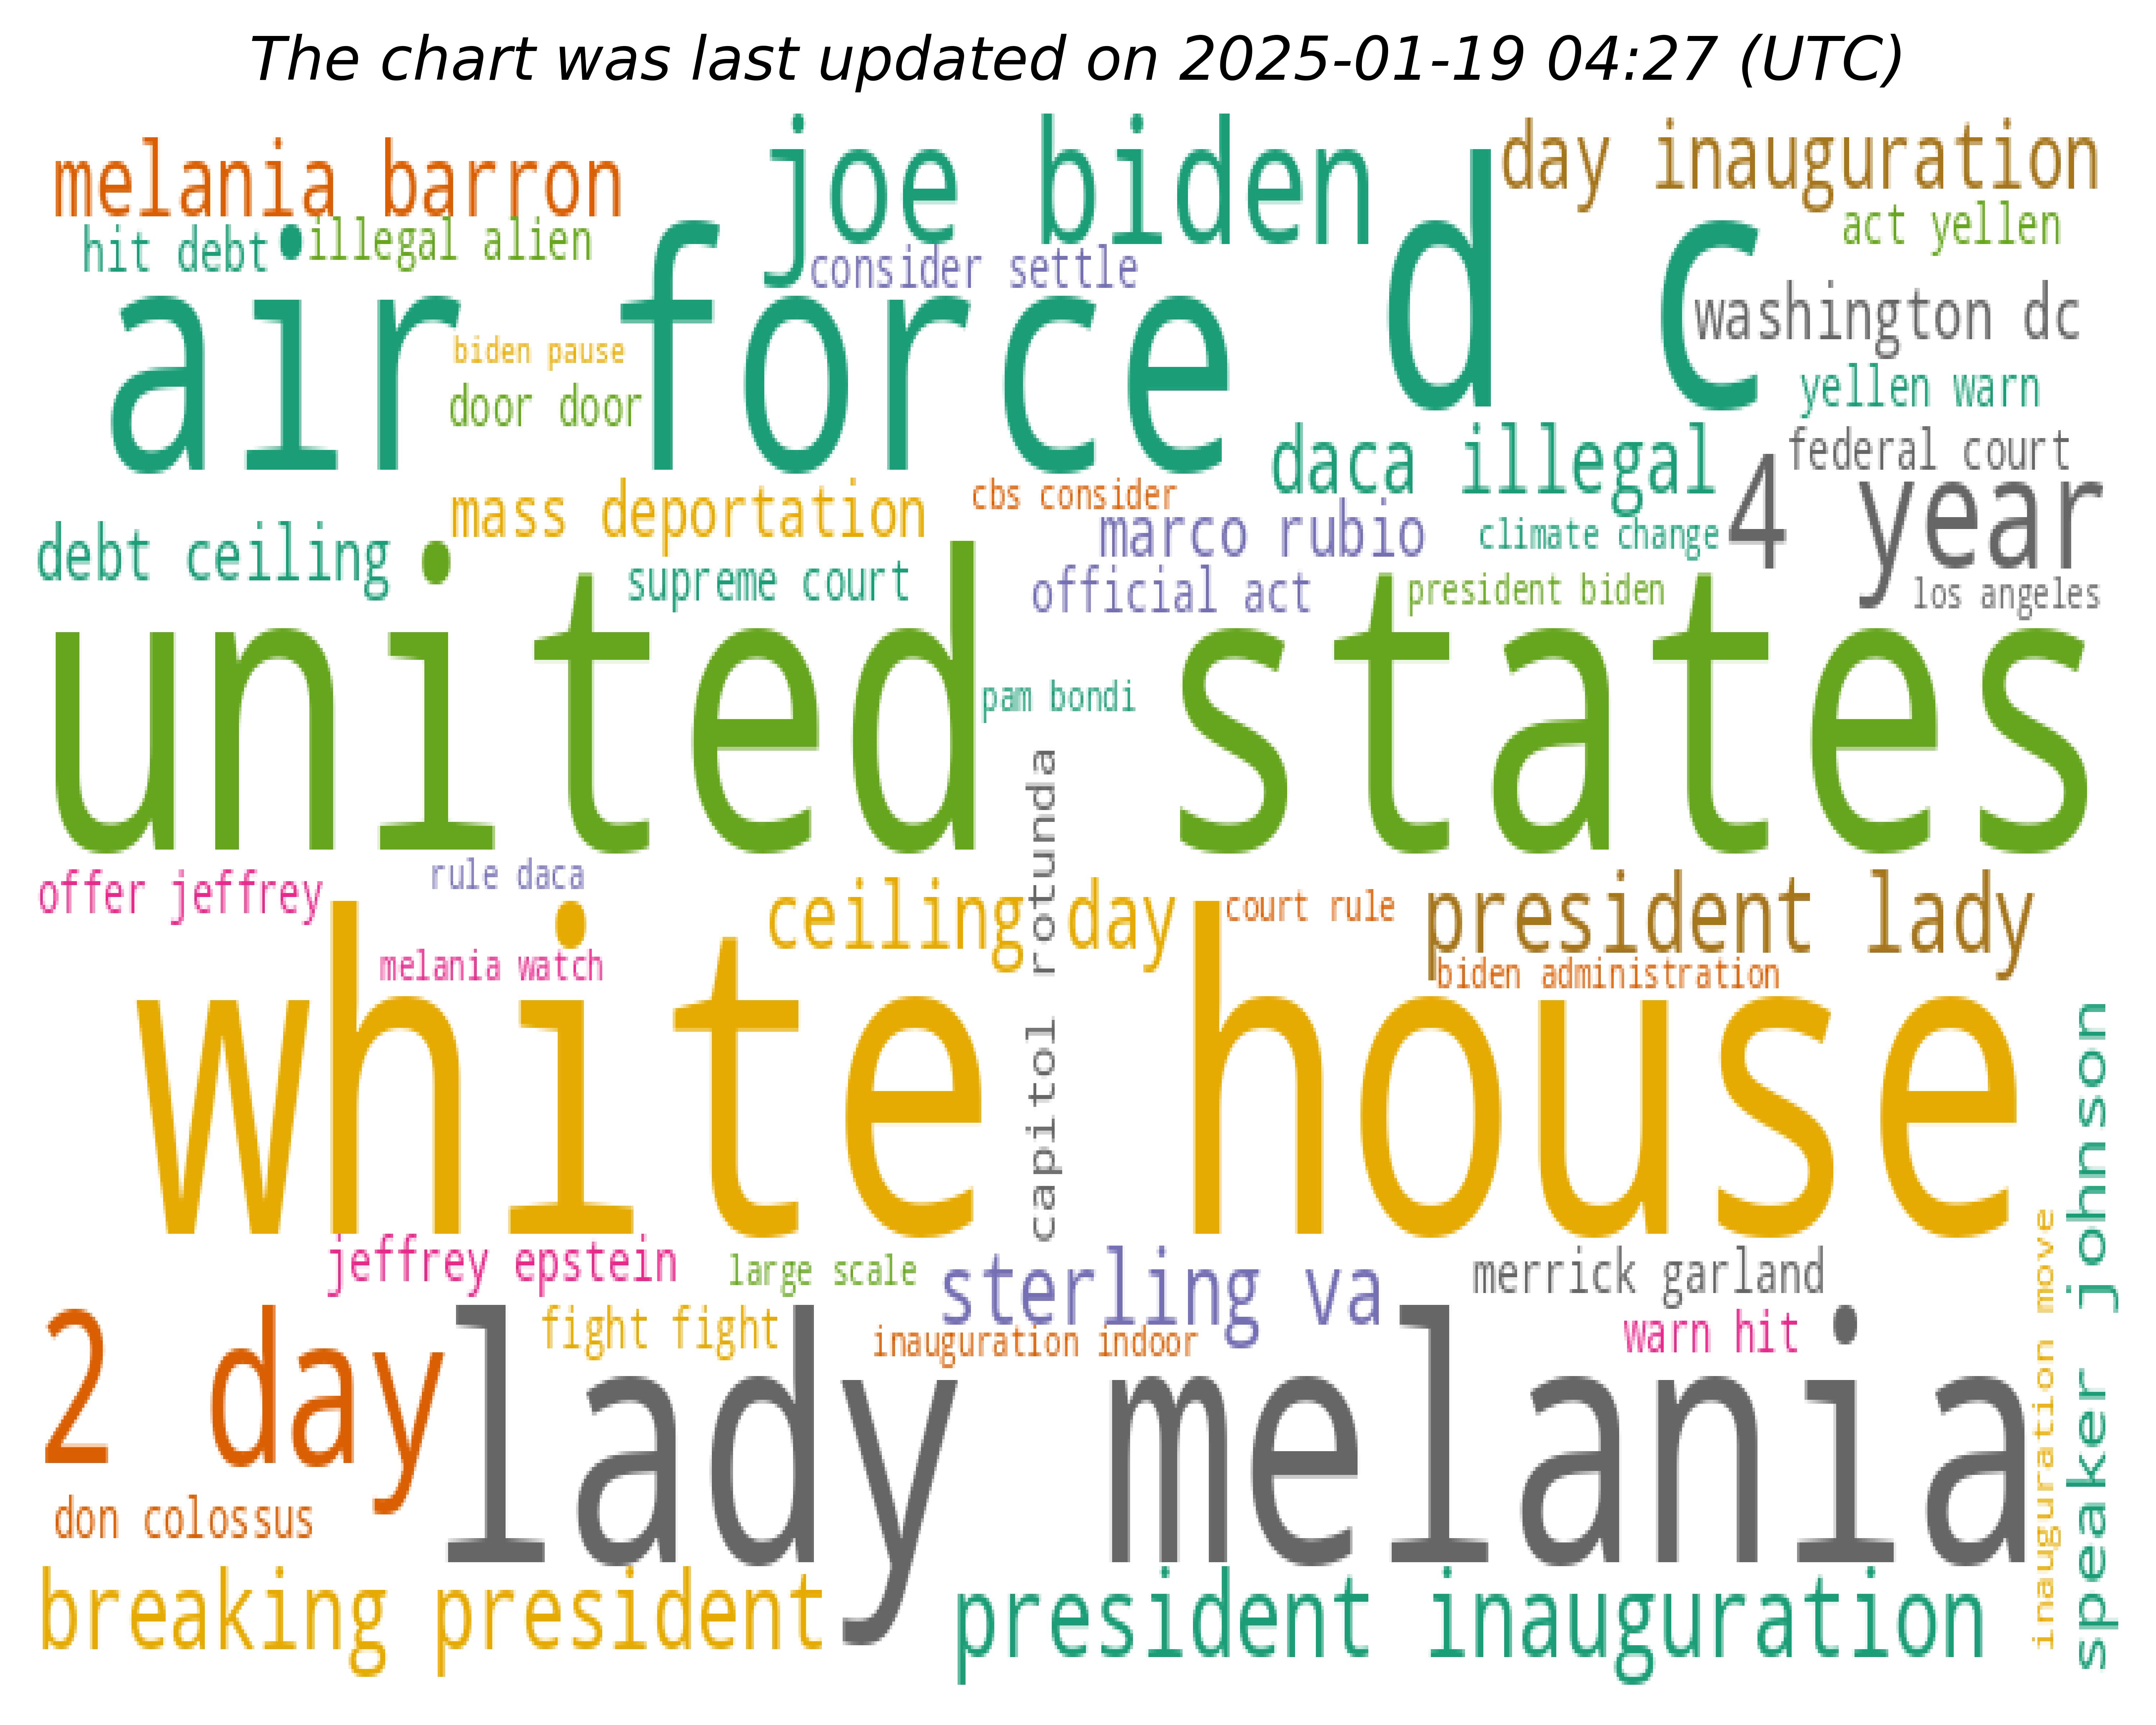 The chart was last updated on 2025-01-19 04:27 (UTC)
melania barron
joe biden
day inauguration
hit debt
illegal alien
consider settle
act yellen
air force
d c
washington dc
biden pause
door door
yellen warn
daca illegal
federal court
mass deportation
cbs consider
marco rubio
climate change
4 year
debt ceiling
supreme court
official act
president biden
los angeles
united states
pam bondi
capitol rotunda
offer jeffrey
rule daca
ceiling day
court rule
president lady
melania watch
biden administration
white house
speaker johnson
jeffrey epstein
large scale
sterling va
merrick garland
inauguration move
2 day
fight fight
inauguration indoor
warn hit
lady melania
don colossus
breaking president
president inauguration